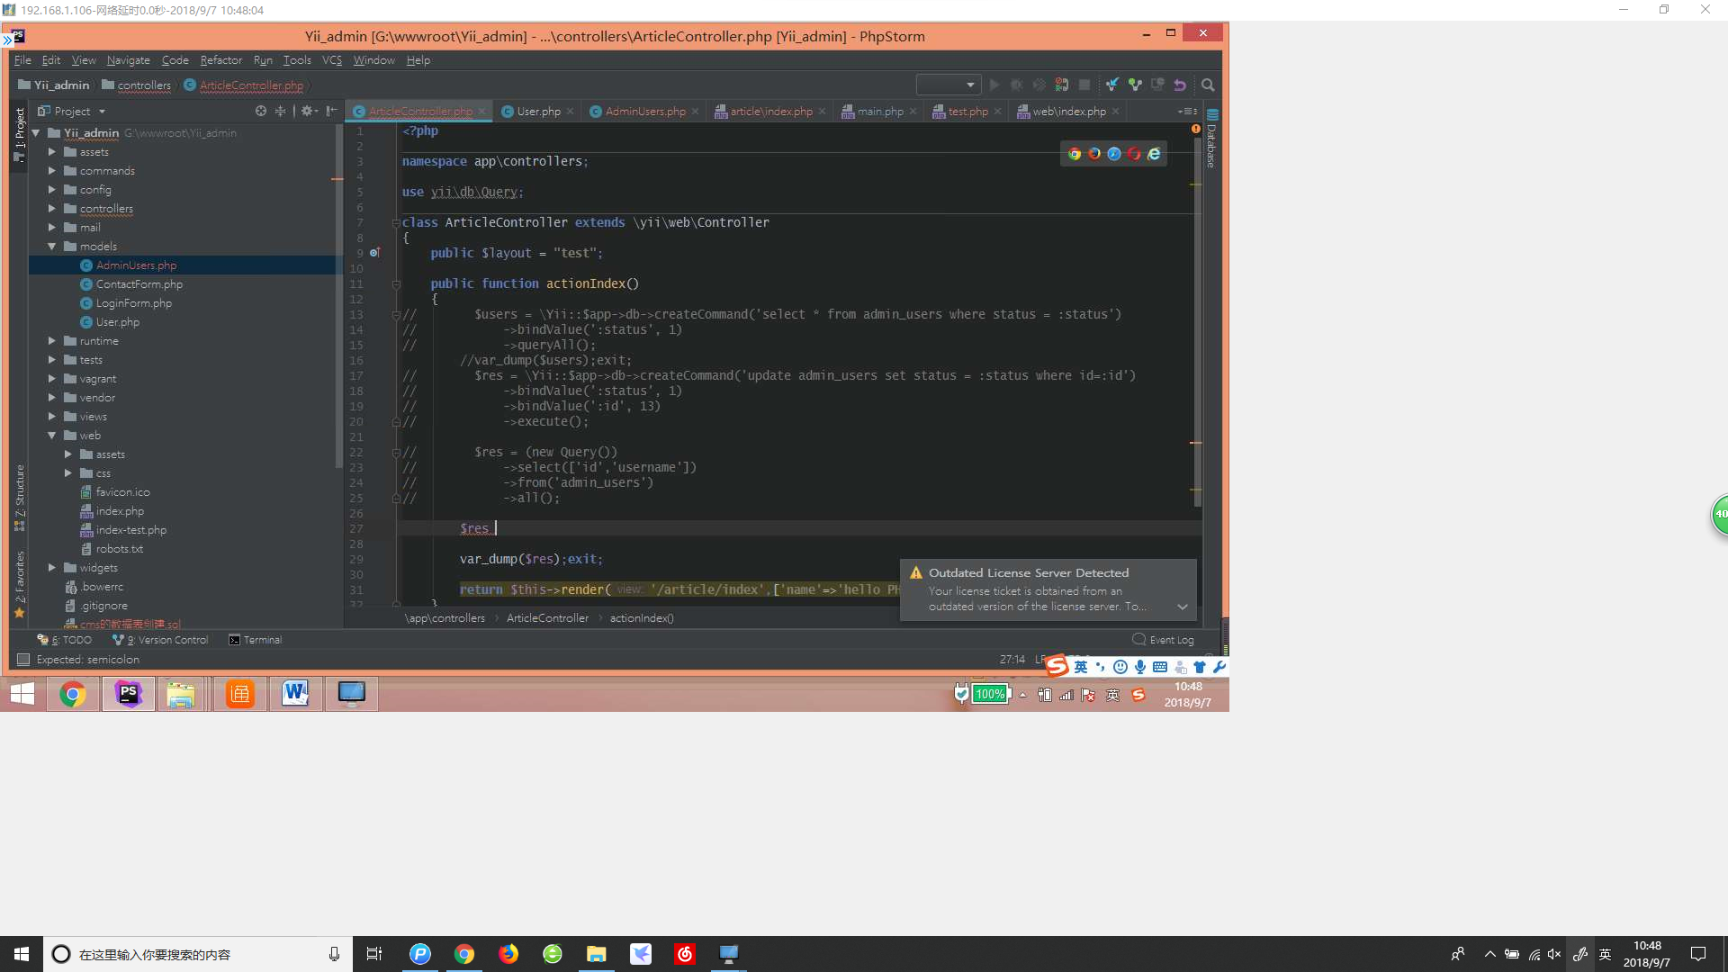 192.168.1.106-网络延时0.0秒-2018/9/7 10:48:04
Yii_admin [G:\wwwroot\Yii_admin] - ...\controllers\ArticleController.php [Yii_admin] - PhpStorm
File Edit View Navigate Code Refactor Run Tools VCS Window Help
Yii_admin controllers ArticleController.php
Project
ArticleController.php User.php AdminUsers.php article\index.php main.php test.php web\index.php
1: Project
Z: Structure
2: Favorites
Database
Yii_admin G:\wwwroot\Yii_admin
assets
commands
config
controllers
mail
models
AdminUsers.php
ContactForm.php
LoginForm.php
User.php
runtime
tests
vagrant
vendor
views
web
assets
css
favicon.ico
index.php
index-test.php
robots.txt
widgets
.bowerrc
.gitignore
cms的数据表创建.sql
1 <?php
2
3 namespace app\controllers;
4
5 use yii\db\Query;
6
7 class ArticleController extends \yii\web\Controller
8 {
9 public $layout = "test";
10
11 public function actionIndex()
12 {
13 // $users = \Yii::$app->db->createCommand('select * from admin_users where status = :status')
14 // ->bindValue(':status', 1)
15 // ->queryAll();
16 //var_dump($users);exit;
17 // $res = \Yii::$app->db->createCommand('update admin_users set status = :status where id=:id')
18 // ->bindValue(':status', 1)
19 // ->bindValue(':id', 13)
20 // ->execute();
21
22 // $res = (new Query())
23 // ->select(['id','username'])
24 // ->from('admin_users')
25 // ->all();
26
27 $res
28
29 var_dump($res);exit;
30
31 return $this->render( view: '/article/index',['name'=>'hello PH
32 }
Outdated License Server Detected
Your license ticket is obtained from an
outdated version of the license server. To...
\app\controllers ArticleController actionIndex()
6: TODO 9: Version Control Terminal Event Log
Expected: semicolon 27:14 LF
英
100% 英
10:48
2018/9/7
40
在这里输入你要搜索的内容
英
10:48
2018/9/7